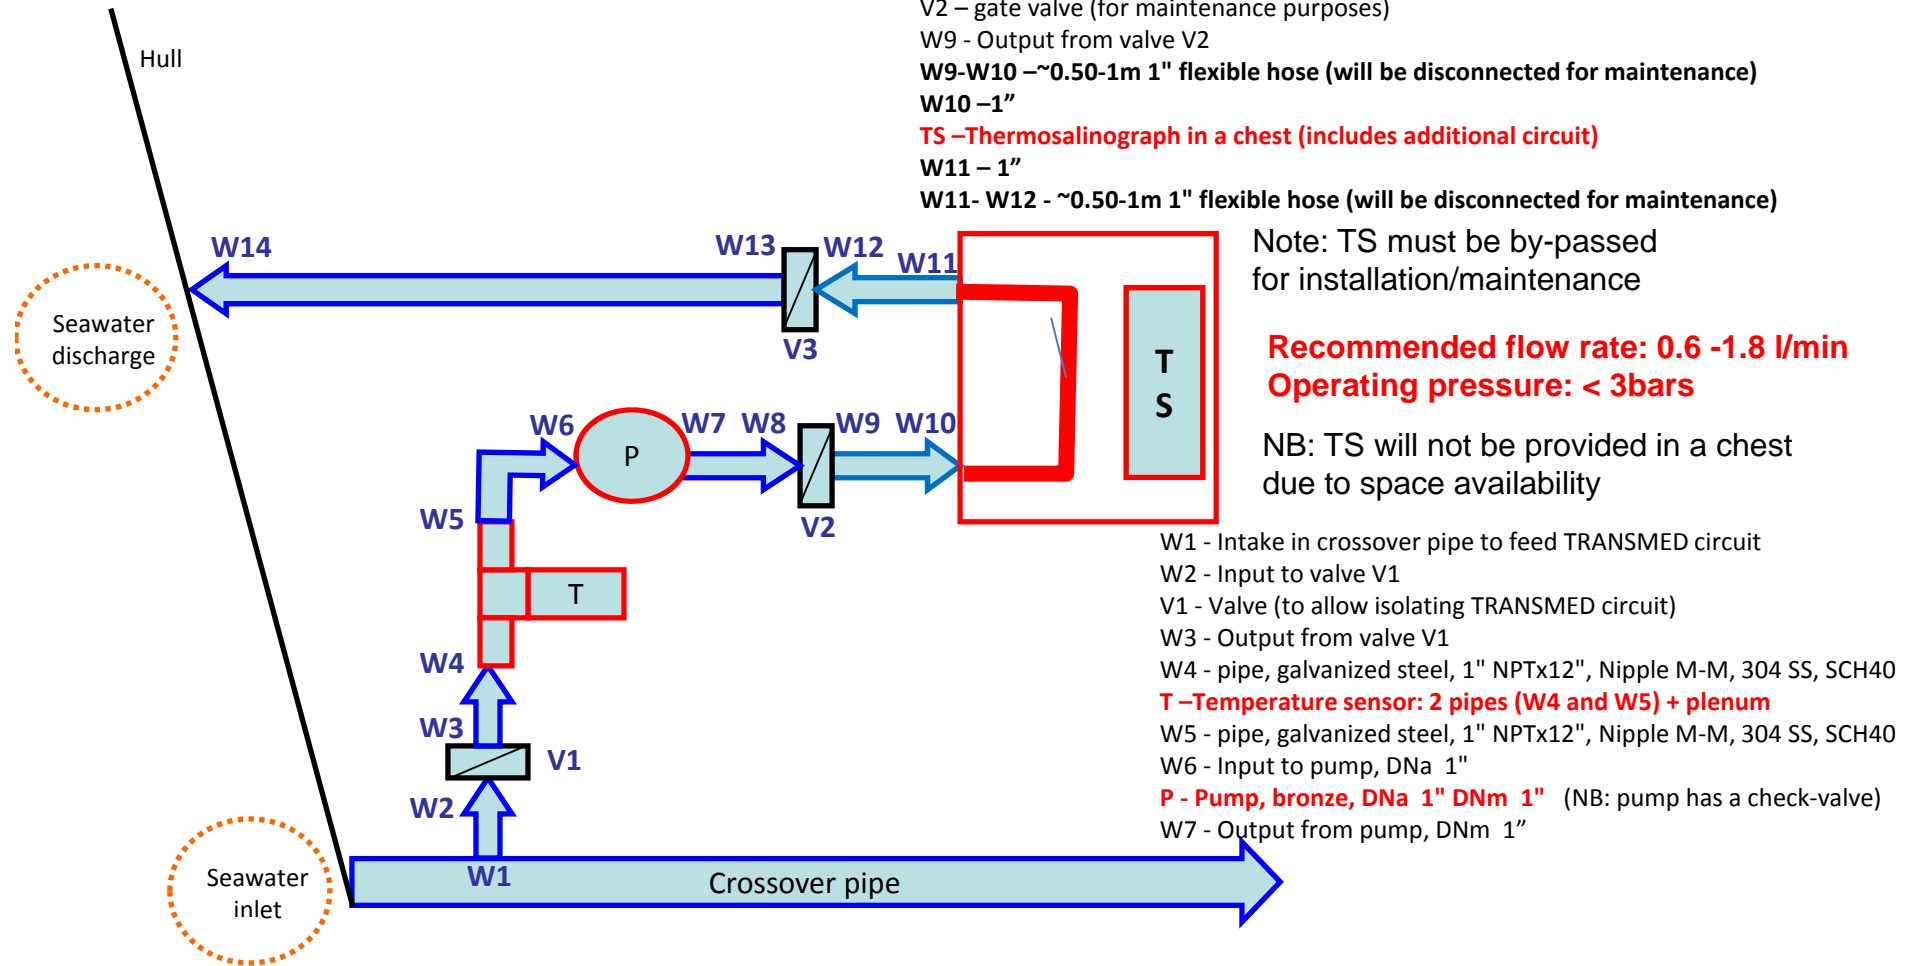 V2 – gate valve (for maintenance purposes)
W9 - Output from valve V2
W9-W10 –~0.50-1m 1" flexible hose (will be disconnected for maintenance)
W10 –1”
TS –Thermosalinograph in a chest (includes additional circuit)
W11 – 1”
W11- W12 - ~0.50-1m 1" flexible hose (will be disconnected for maintenance)
Hull
W14
W13
W12
W11
V3
Seawater
discharge
Note: TS must be by-passed
for installation/maintenance
T
S
Recommended flow rate: 0.6 -1.8 l/min
Operating pressure: < 3bars
NB: TS will not be provided in a chest
due to space availability
W6
P
W7
W8
W9
W10
V2
W5
T
W4
W3
V1
W2
W1
Crossover pipe
Seawater
inlet
W1 - Intake in crossover pipe to feed TRANSMED circuit
W2 - Input to valve V1
V1 - Valve (to allow isolating TRANSMED circuit)
W3 - Output from valve V1
W4 - pipe, galvanized steel, 1" NPTx12", Nipple M-M, 304 SS, SCH40
T –Temperature sensor: 2 pipes (W4 and W5) + plenum
W5 - pipe, galvanized steel, 1" NPTx12", Nipple M-M, 304 SS, SCH40
W6 - Input to pump, DNa 1"
P - Pump, bronze, DNa 1" DNm 1" (NB: pump has a check-valve)
W7 - Output from pump, DNm 1”